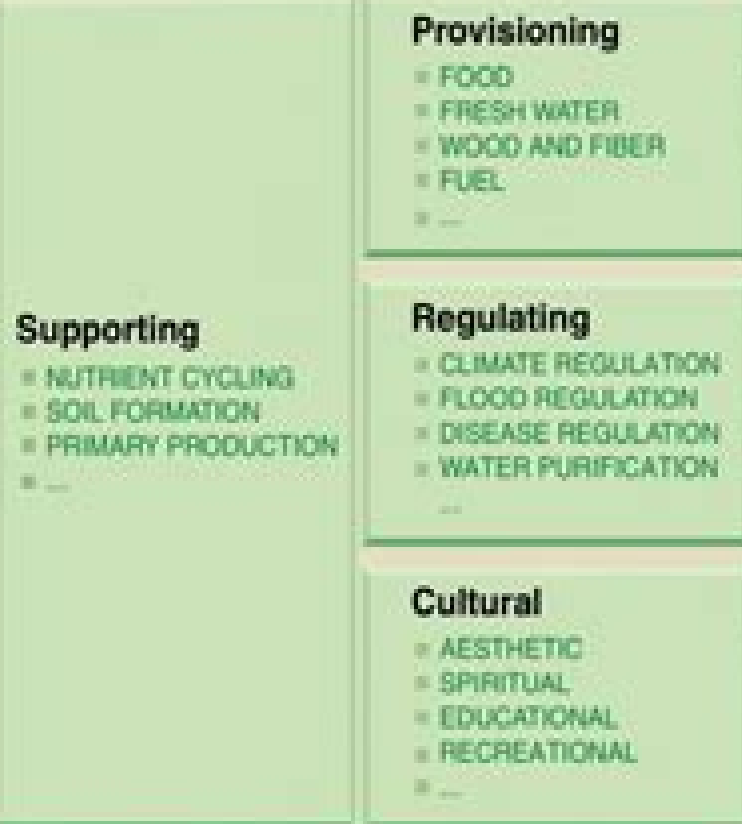 Supporting
NUTRIENT CYCLING
SOIL FORMATION
PRIMARY PRODUCTION
...
Provisioning
FOOD
FRESH WATER
WOOD AND FIBER
FUEL
...
Regulating
CLIMATE REGULATION
FLOOD REGULATION
DISEASE REGULATION
WATER PURIFICATION
...
Cultural
AESTHETIC
SPIRITUAL
EDUCATIONAL
RECREATIONAL
...